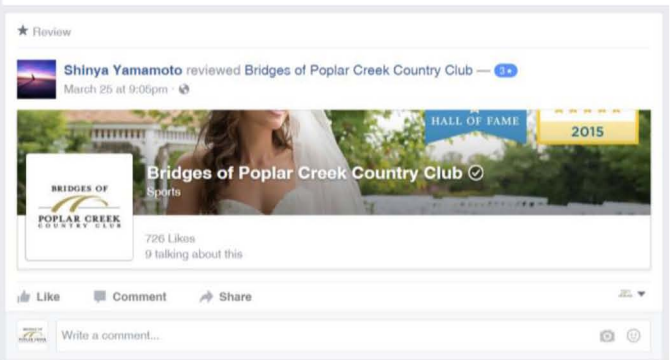 ★ Review
Shinya Yamamoto reviewed Bridges of Poplar Creek Country Club — 3★
March 25 at 9:05pm ·
HALL OF FAME
2015
Bridges of Poplar Creek Country Club
Sports
BRIDGES OF
POPLAR CREEK
COUNTRY CLUB
726 Likes
9 talking about this
Like Comment Share
Write a comment...